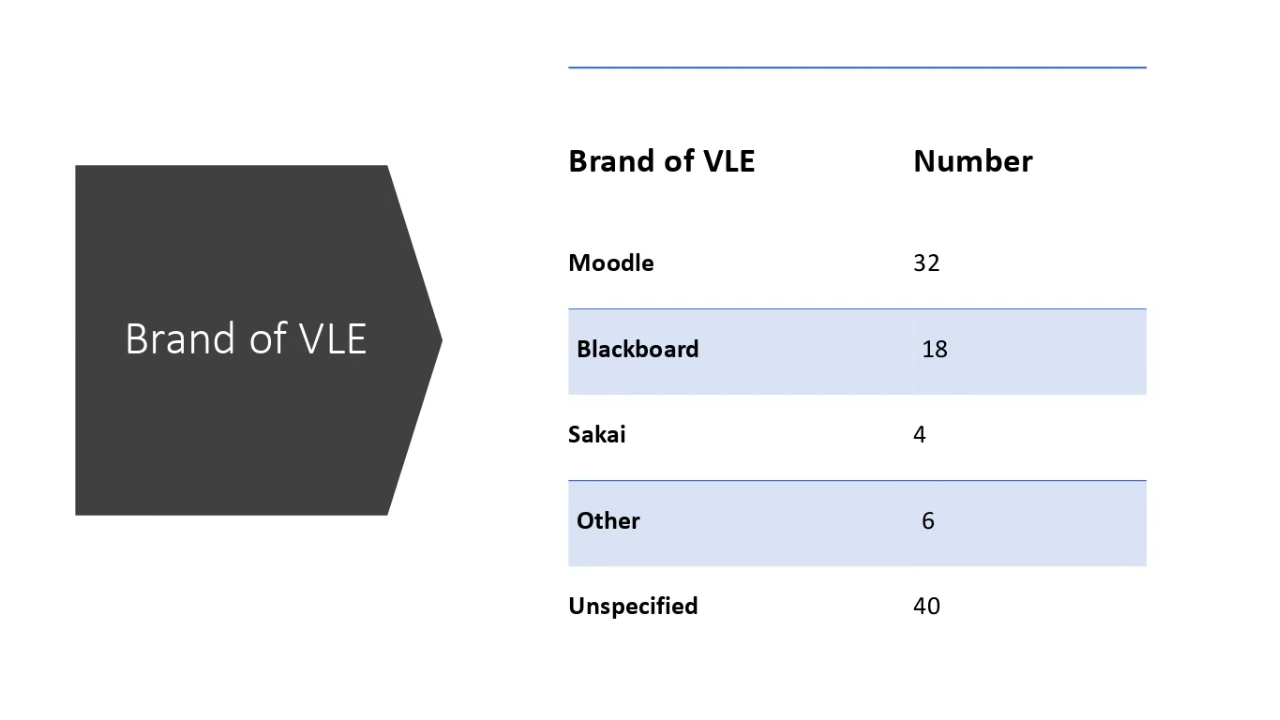 Brand of VLE
Brand of VLE Number
Moodle 32
Blackboard 18
Sakai 4
Other 6
Unspecified 40